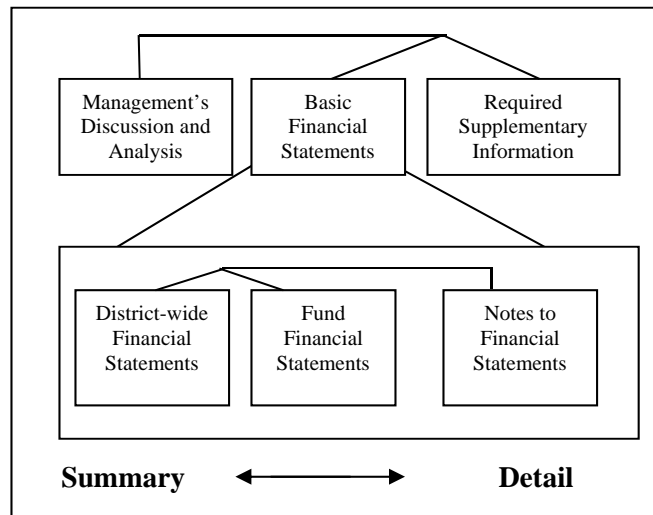 Management’s
Discussion and
Analysis
Basic
Financial
Statements
Required
Supplementary
Information
District-wide
Financial
Statements
Fund
Financial
Statements
Notes to
Financial
Statements
Summary
Detail